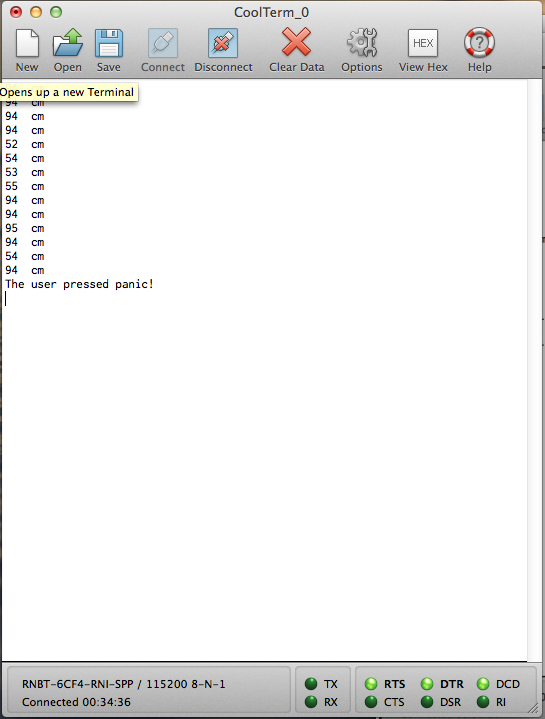 CoolTerm_0
New Open Save Connect Disconnect Clear Data Options HEX View Hex Help
Opens up a new Terminal
94 cm
94 cm
94 cm
52 cm
54 cm
53 cm
55 cm
94 cm
94 cm
95 cm
94 cm
54 cm
94 cm
The user pressed panic!
RNBT-6CF4-RNI-SPP / 115200 8-N-1
Connected 00:34:36
TX RTS DTR DCD
RX CTS DSR RI